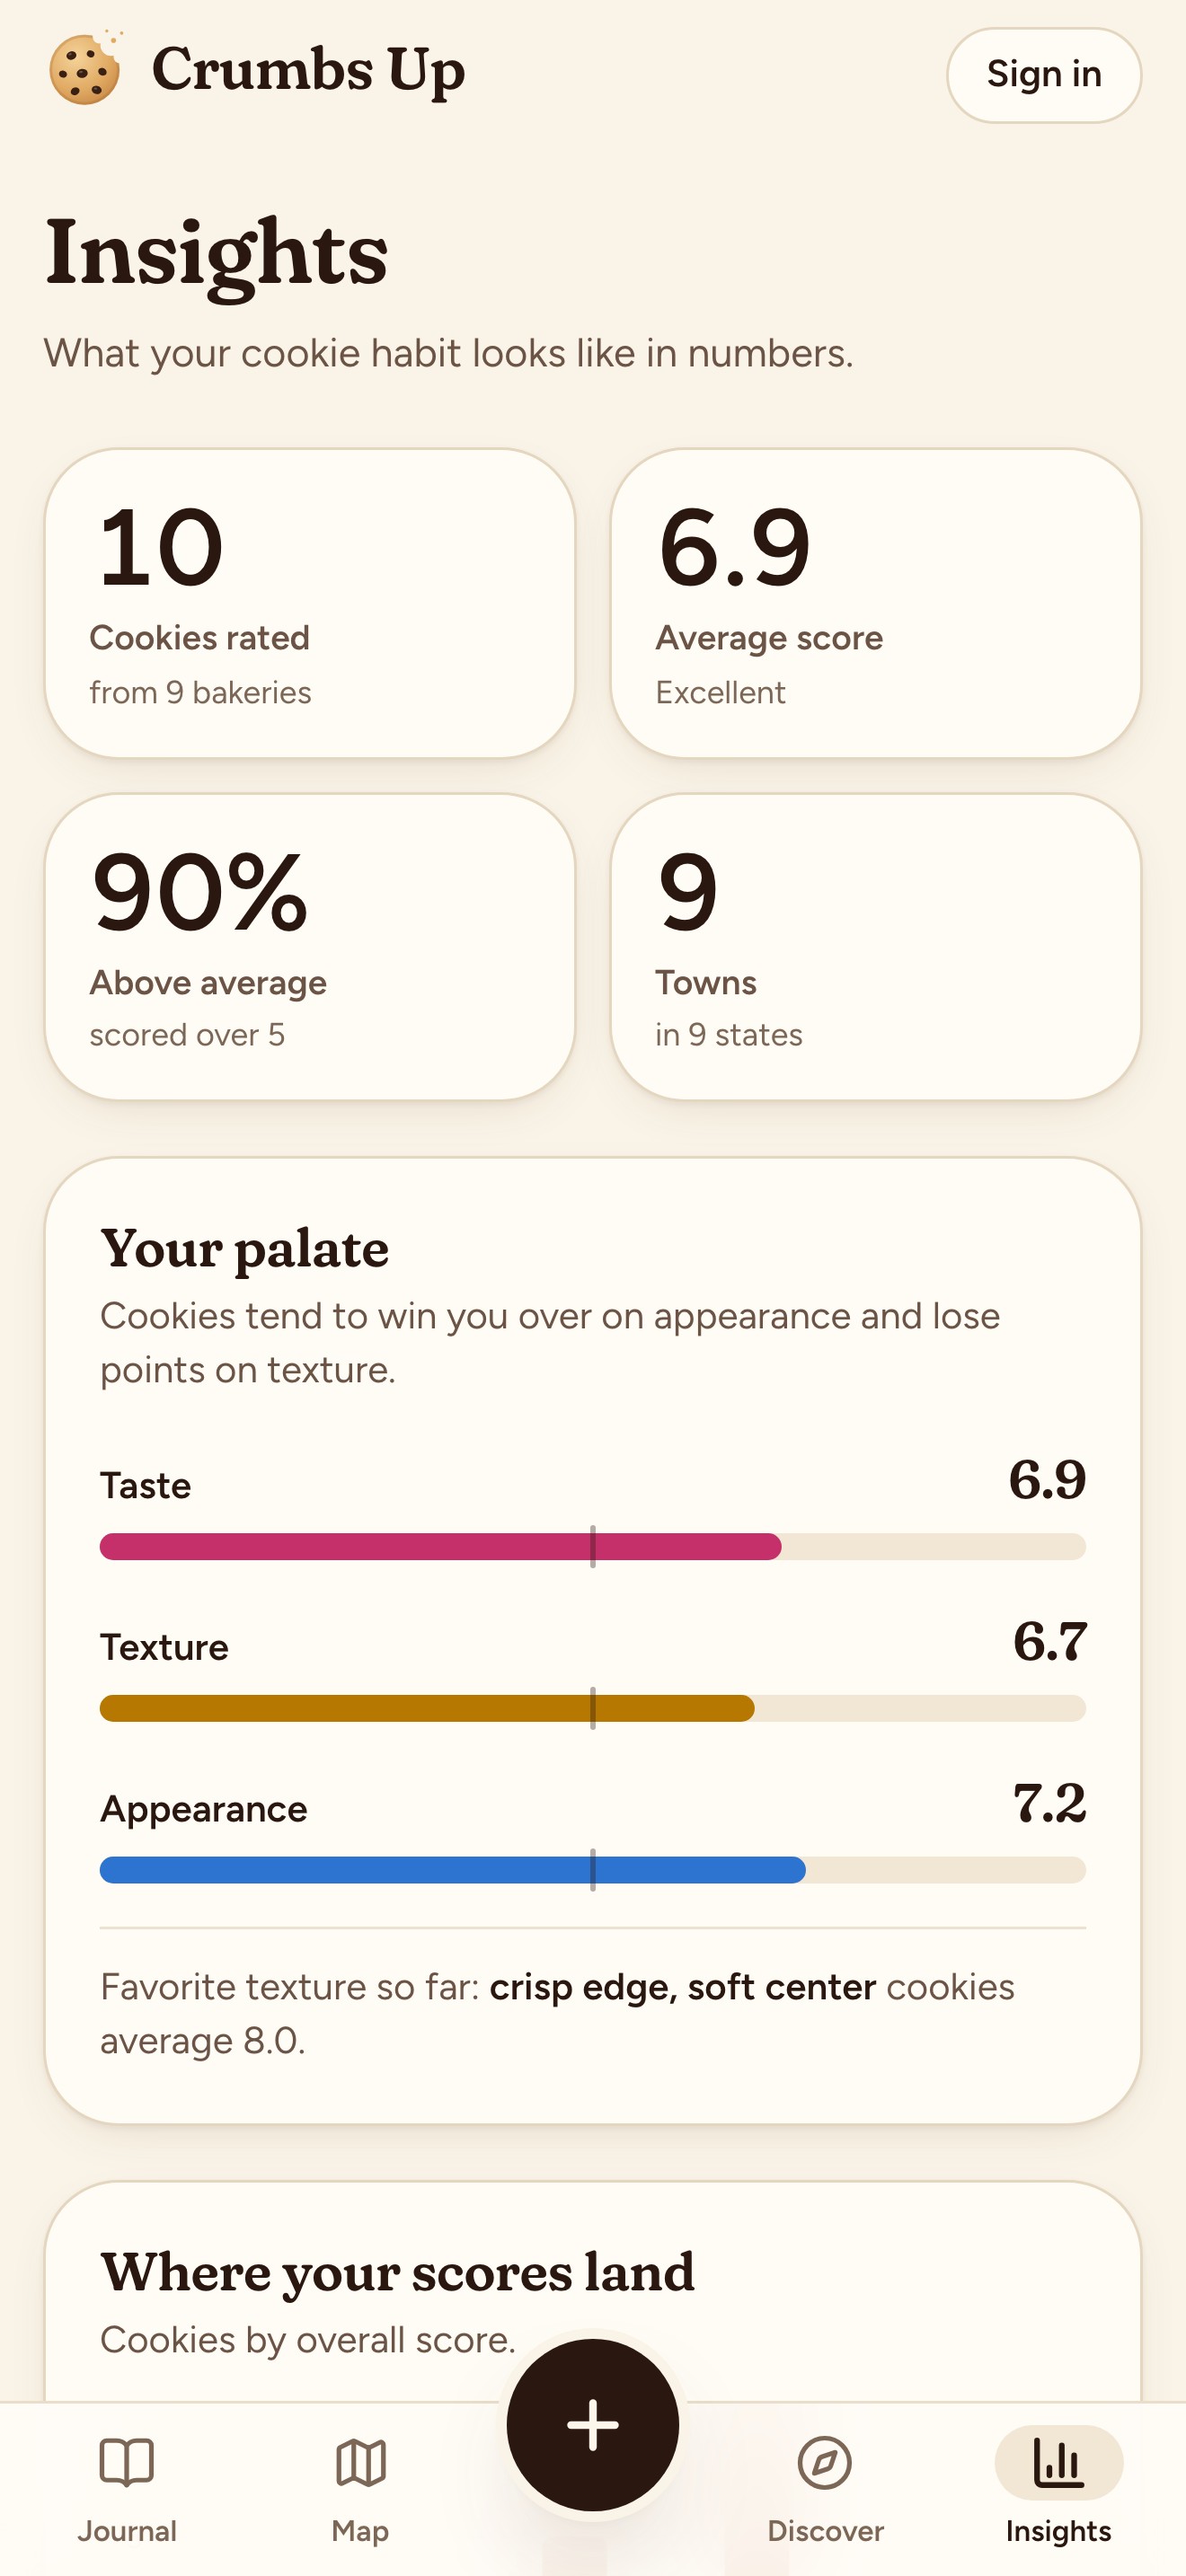 Crumbs Up
Sign in
Insights
What your cookie habit looks like in numbers.
10
Cookies rated
from 9 bakeries
6.9
Average score
Excellent
90%
Above average
scored over 5
9
Towns
in 9 states
Your palate
Cookies tend to win you over on appearance and lose
points on texture.
Taste
6.9
Texture
6.7
Appearance
7.2
Favorite texture so far: crisp edge, soft center cookies
average 8.0.
Where your scores land
Cookies by overall score.
Journal
Map
Discover
Insights